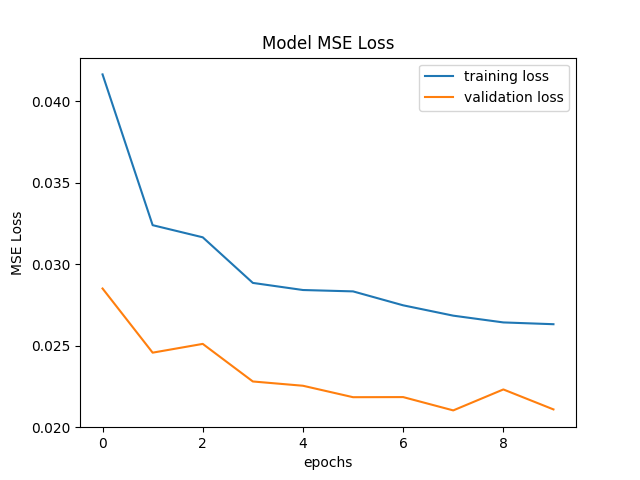 Model MSE Loss
training loss
validation loss
MSE Loss
0.040
0.035
0.030
0.025
0.020
0 2 4 6 8
epochs